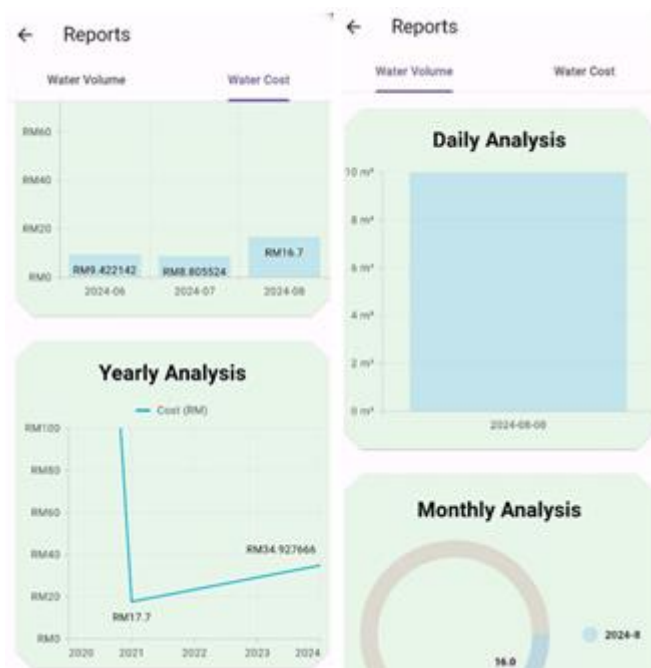 ← Reports
Water Volume Water Cost
RM60
RM40
RM20
RM0
RM9.422142 RM8.805524 RM16.7
2024-06 2024-07 2024-08
Yearly Analysis
Cost (RM)
RM100
RM80
RM60
RM40
RM20
RM0
RM34.927666
RM17.7
2020 2021 2022 2023 2024
← Reports
Water Volume Water Cost
Daily Analysis
10 m³
8 m³
6 m³
4 m³
2 m³
0 m³
2024-08-08
Monthly Analysis
2024-8
16.0